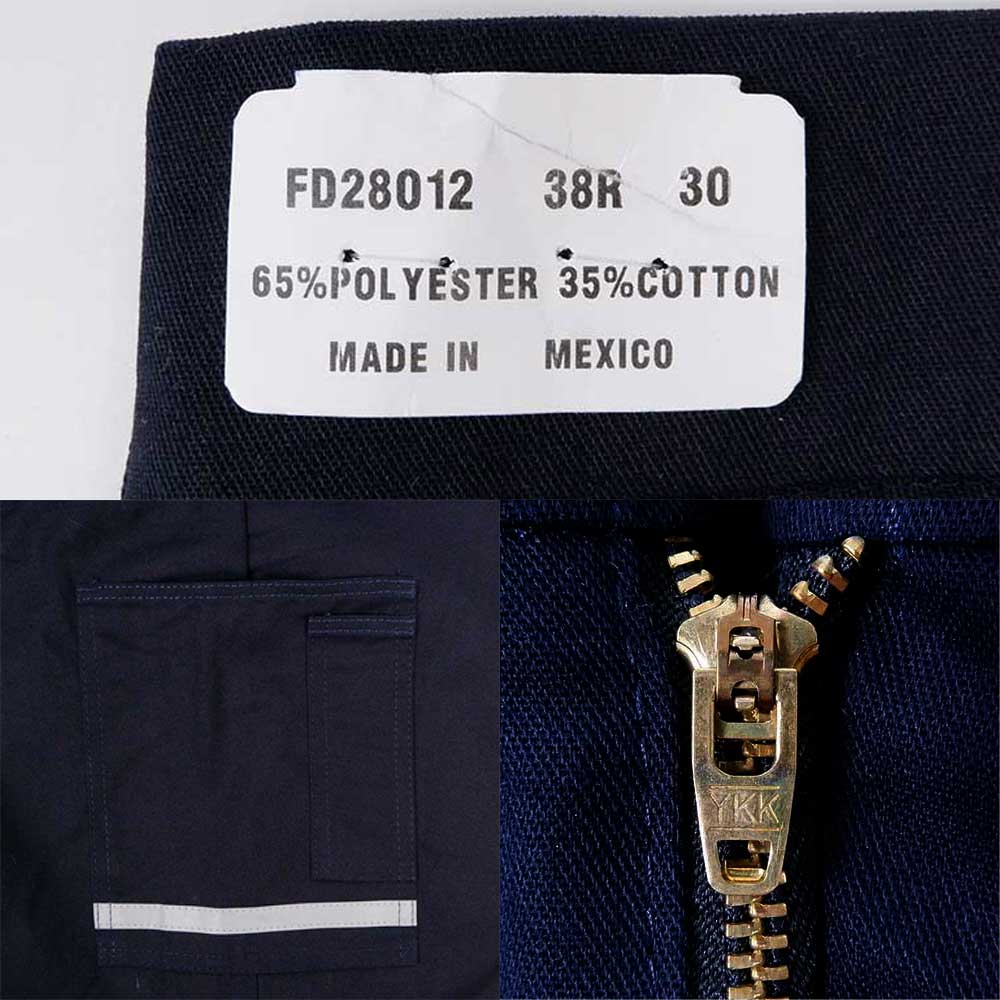 FD28012 38R 30
65%POLYESTER 35%COTTON
MADE IN MEXICO
YKK